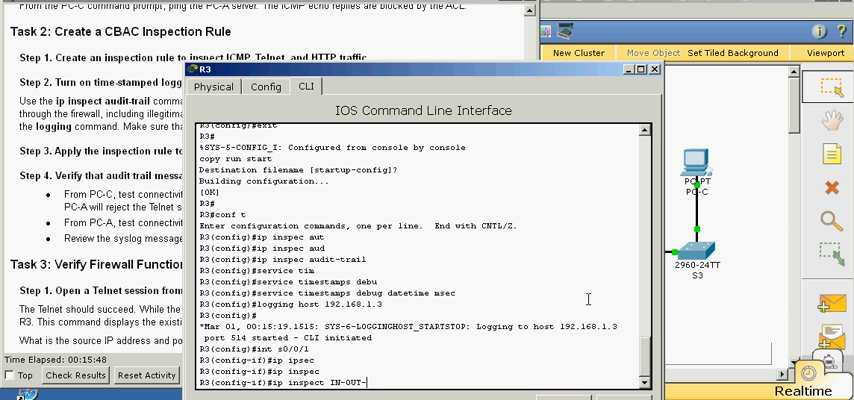 From the PC-C command prompt, ping the PC-A server. The ICMP echo replies are blocked by the ACL.
Task 2: Create a CBAC Inspection Rule
Step 1. Create an inspection rule to inspect ICMP, Telnet, and HTTP traffic.
Step 2. Turn on time-stamped logg
Use the ip inspect audit-trail comma
through the firewall, including illegitima
the logging command. Make sure tha
Step 3. Apply the inspection rule to
Step 4. Verify that audit trail messa
• From PC-C, test connectiv
PC-A will reject the Telnet s
• From PC-A, test connectiv
• Review the syslog message
Task 3: Verify Firewall Function
Step 1. Open a Telnet session from
The Telnet should succeed. While the
R3. This command displays the existi
What is the source IP address and po
Time Elapsed: 00:15:48
Top
Check Results
Reset Activity
R3
Physical
Config
CLI
IOS Command Line Interface
R3(config)#exit
R3#
%SYS-5-CONFIG_I: Configured from console by console
copy run start
Destination filename [startup-config]?
Building configuration...
[OK]
R3#
R3#conf t
Enter configuration commands, one per line.  End with CNTL/Z.
R3(config)#ip inspec aut
R3(config)#ip inspec aud
R3(config)#ip inspec audit-trail
R3(config)#service tim
R3(config)#service timestamps debu
R3(config)#service timestamps debug datetime msec
R3(config)#logging host 192.168.1.3
R3(config)#
*Mar 01, 00:15:19.1515: SYS-6-LOGGINGHOST_STARTSTOP: Logging to host 192.168.1.3
port 514 started - CLI initiated
R3(config)#int s0/0/1
R3(config-if)#ip ipsec
R3(config-if)#ip inspec
R3(config-if)#ip inspect IN-OUT-
New Cluster
Move Object
Set Tiled Background
Viewport
PC-PT
PC-C
2960-24TT
S3
Realtime